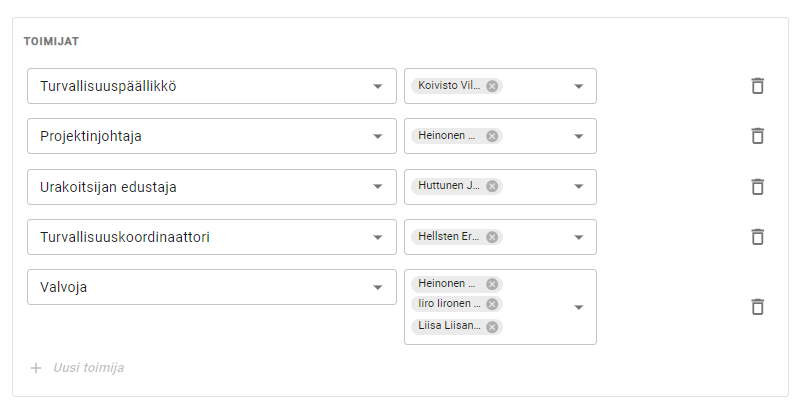 TOIMIJAT
Turvallisuuspäällikkö
Koivisto Vil...
Projektinjohtaja
Heinonen ...
Urakoitsijan edustaja
Huttunen J...
Turvallisuuskoordinaattori
Hellsten Er...
Valvoja
Heinonen ...
Iiro Iironen ...
Liisa Liisan...
Uusi toimija